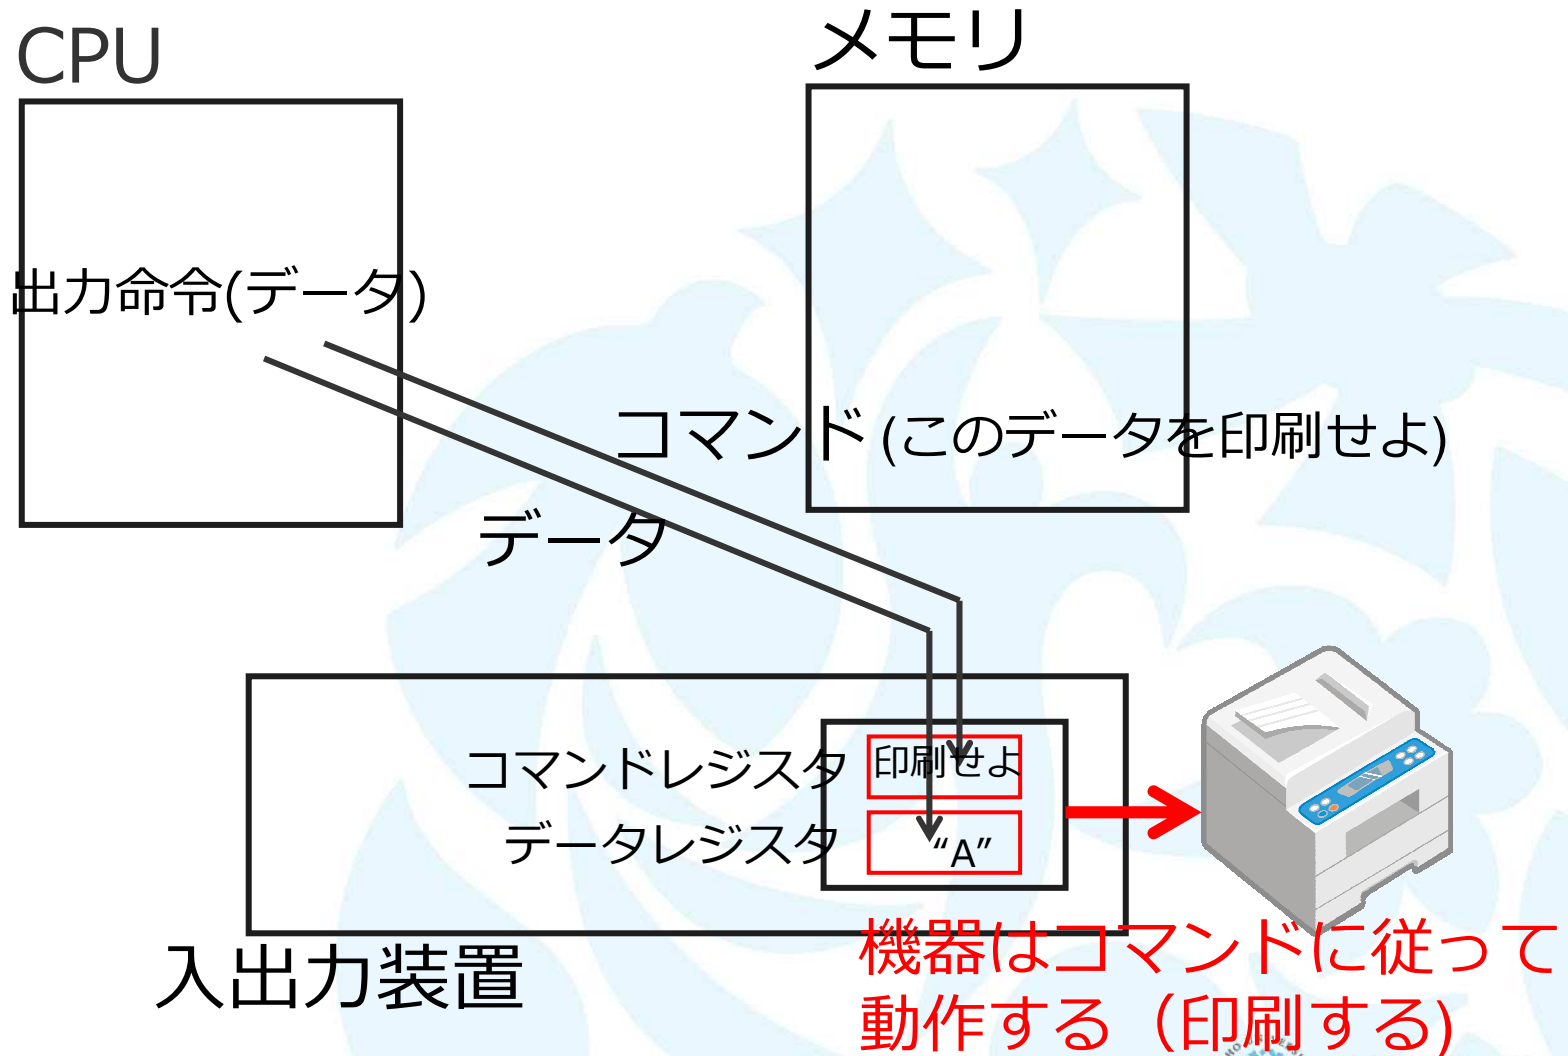 CPU
メモリ
出力命令(データ)
コマンド(このデータを印刷せよ)
データ
コマンドレジスタ
印刷せよ
データレジスタ
“A”
入出力装置
機器はコマンドに従って
動作する（印刷する)